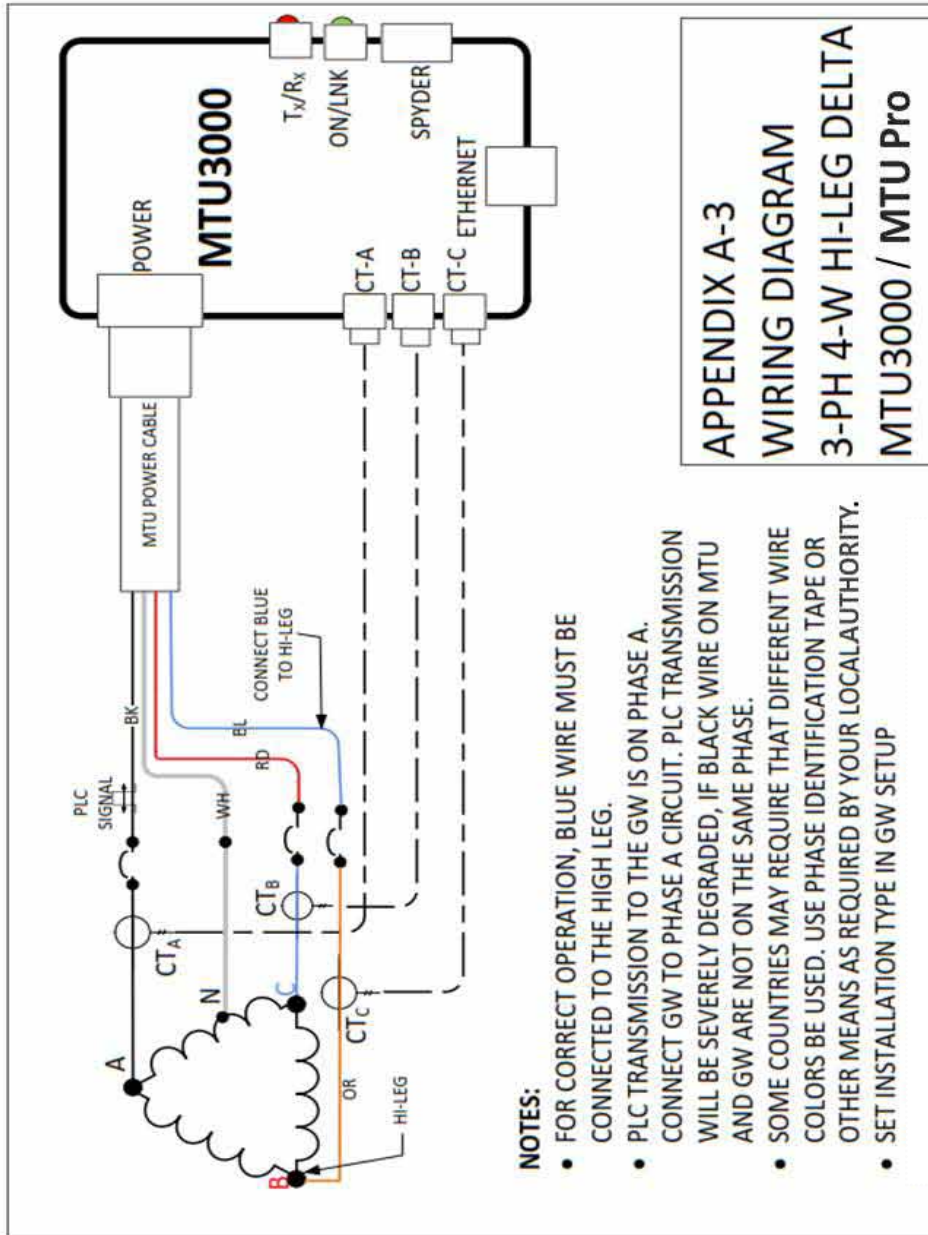 POWER
MTU3000
Tx/Rx
ON/LNK
SPYDER
ETHERNET
CT-A
CT-B
CT-C
MTU POWER CABLE
PLC
SIGNAL
BK
WH
RD
BL
CONNECT BLUE
TO HI-LEG
A
CTA
N
CTB
C
CTC
B
OR
HI-LEG
NOTES:
• FOR CORRECT OPERATION, BLUE WIRE MUST BE
CONNECTED TO THE HIGH LEG.
• PLC TRANSMISSION TO THE GW IS ON PHASE A.
CONNECT GW TO PHASE A CIRCUIT. PLC TRANSMISSION
WILL BE SEVERELY DEGRADED, IF BLACK WIRE ON MTU
AND GW ARE NOT ON THE SAME PHASE.
• SOME COUNTRIES MAY REQUIRE THAT DIFFERENT WIRE
COLORS BE USED. USE PHASE IDENTIFICATION TAPE OR
OTHER MEANS AS REQUIRED BY YOUR LOCALAUTHORITY.
• SET INSTALLATION TYPE IN GW SETUP
APPENDIX A-3
WIRING DIAGRAM
3-PH 4-W HI-LEG DELTA
MTU3000 / MTU Pro